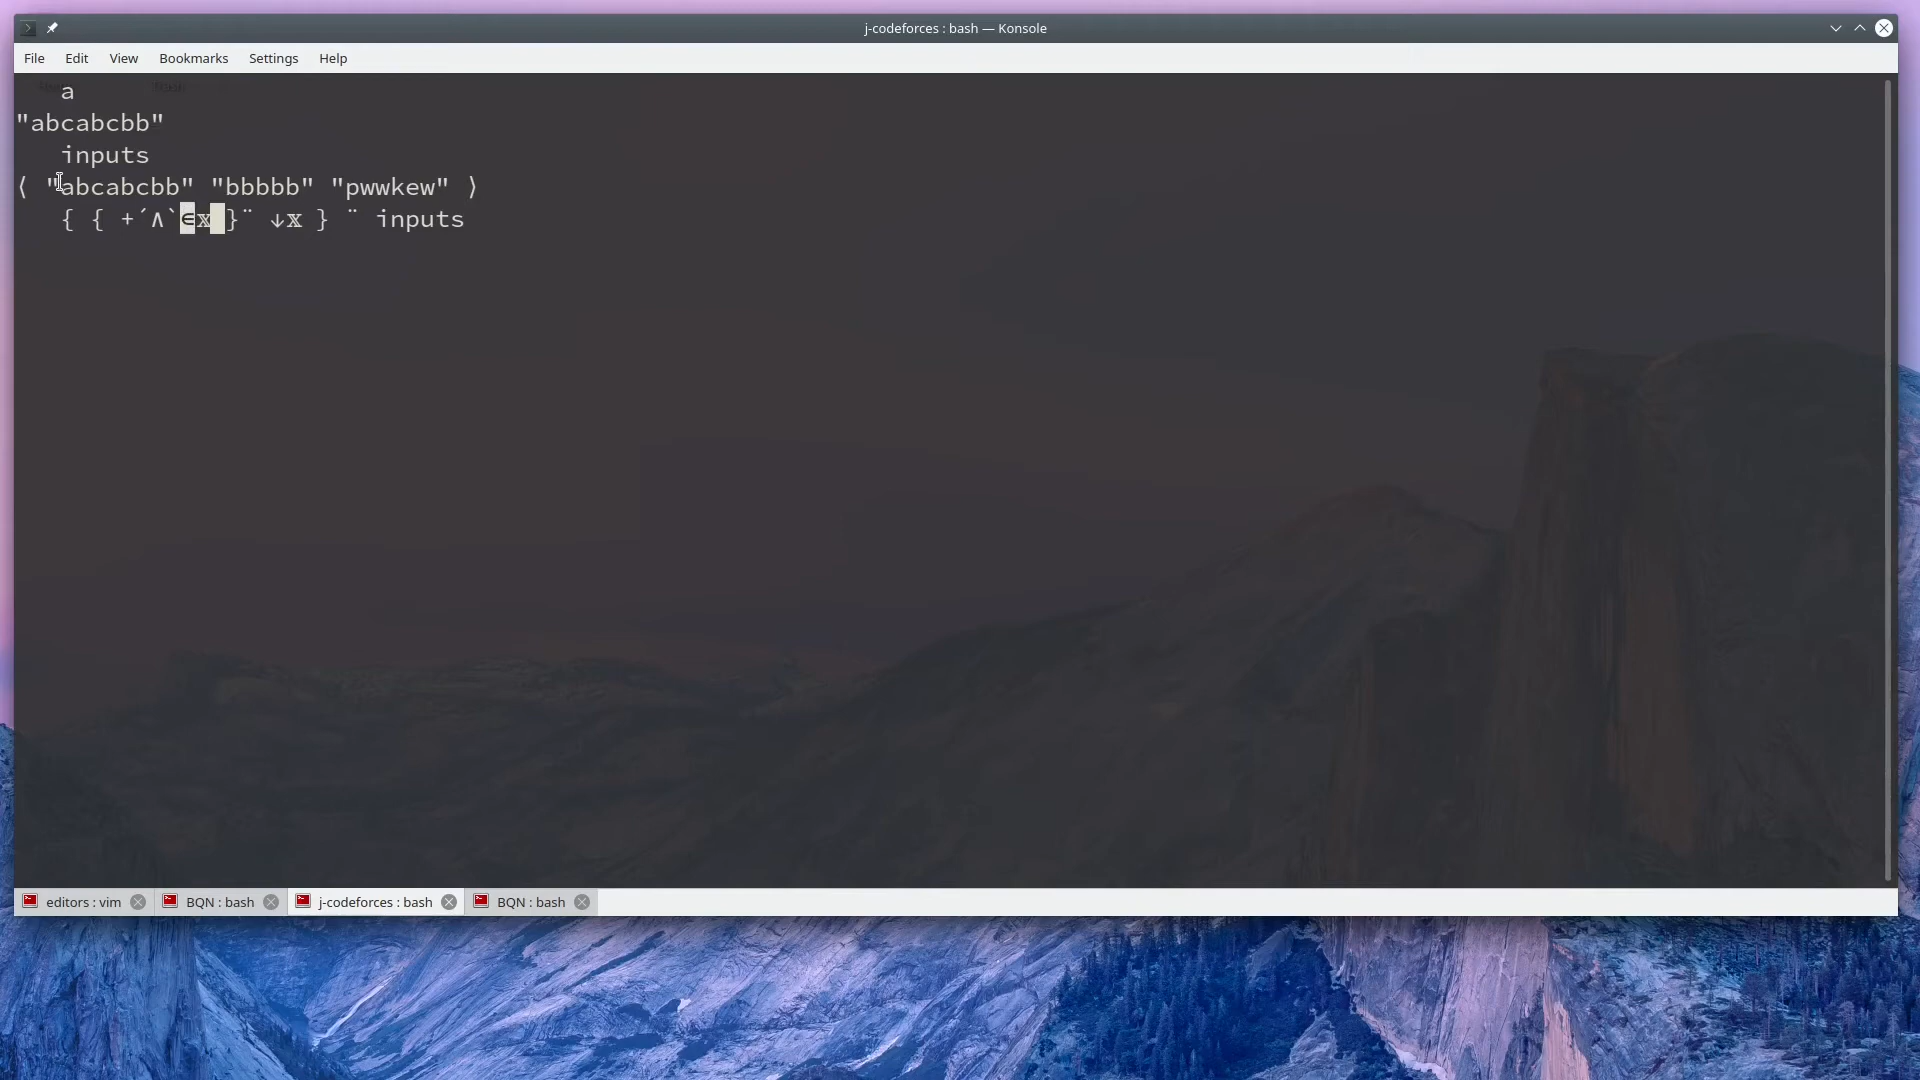 j-codeforces : bash — Konsole
File Edit View Bookmarks Settings Help
a
"abcabcbb"
inputs
⟨ "abcabcbb" "bbbbb" "pwwkew" ⟩
{ { +´∧`∊𝕩 }¨ ↓𝕩 } ¨ inputs
editors : vim BQN : bash j-codeforces : bash BQN : bash